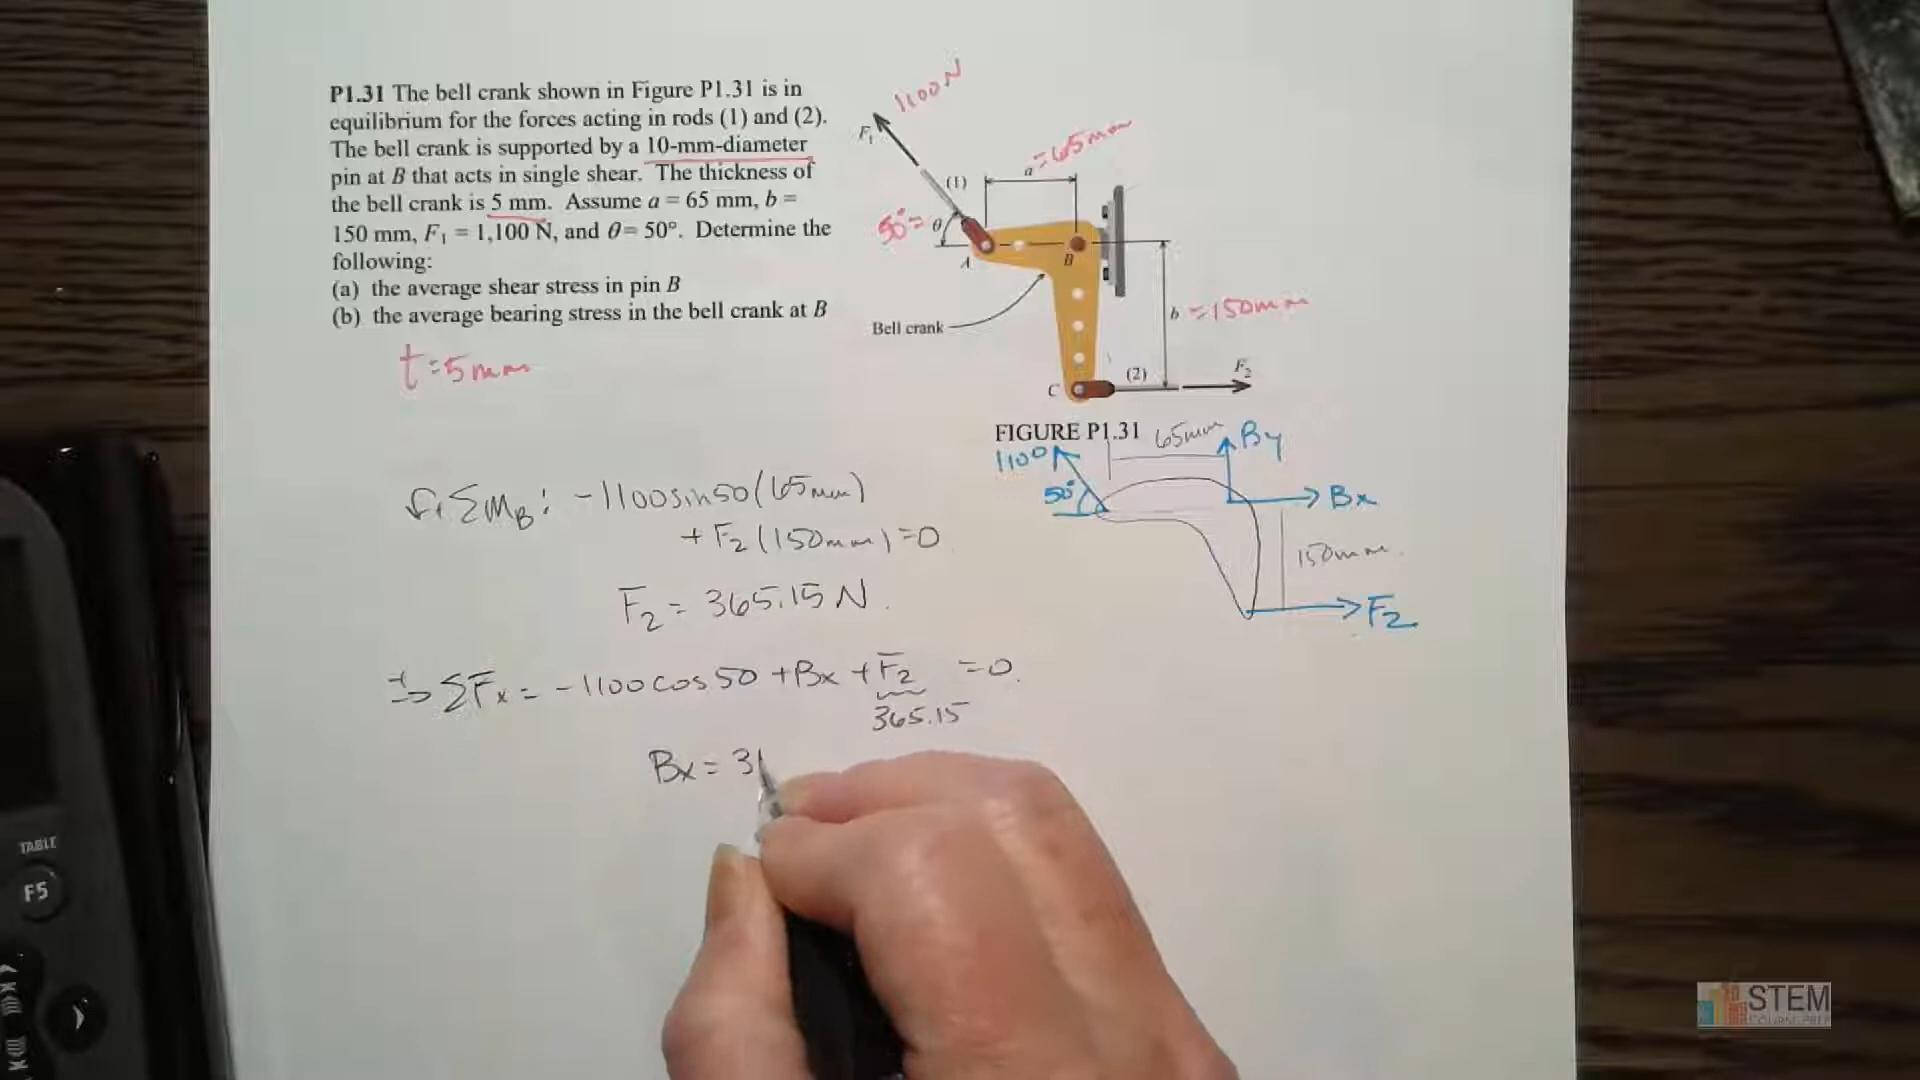 P1.31 The bell crank shown in Figure P1.31 is in
equilibrium for the forces acting in rods (1) and (2).
The bell crank is supported by a 10-mm-diameter
pin at B that acts in single shear. The thickness of
the bell crank is 5 mm. Assume a = 65 mm, b =
150 mm, F₁ = 1,100 N, and θ = 50°. Determine the
following:
(a) the average shear stress in pin B
(b) the average bearing stress in the bell crank at B
t = 5mm
1100N
F₁
(1)
a = 65mm
50° = θ
A
B
Bell crank
b = 150mm
C
(2)
F₂
FIGURE P1.31
65mm
By
1100
50°
Bx
150mm
F2
ΣMB: -1100sin50(65mm)
+ F2(150mm) = 0
F2 = 365.15 N
ΣFx = -1100cos50 + Bx + F2 = 0
365.15
Bx = 3
TABLE
F5
STEM
COURSE PREP